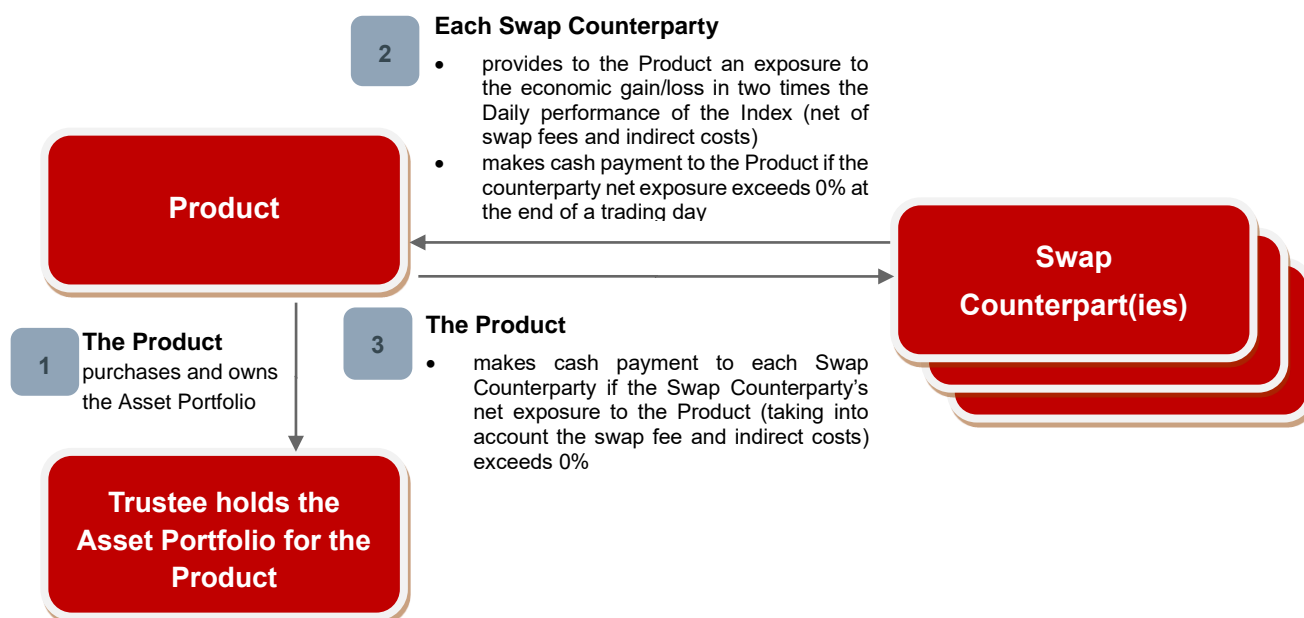 2
Each Swap Counterparty
• provides to the Product an exposure to
the economic gain/loss in two times the
Daily performance of the Index (net of
swap fees and indirect costs)
• makes cash payment to the Product if the
counterparty net exposure exceeds 0% at
the end of a trading day
Product
Swap
Counterpart(ies)
1
The Product
purchases and owns
the Asset Portfolio
3
The Product
• makes cash payment to each Swap
Counterparty if the Swap Counterparty’s
net exposure to the Product (taking into
account the swap fee and indirect costs)
exceeds 0%
Trustee holds the
Asset Portfolio for the
Product